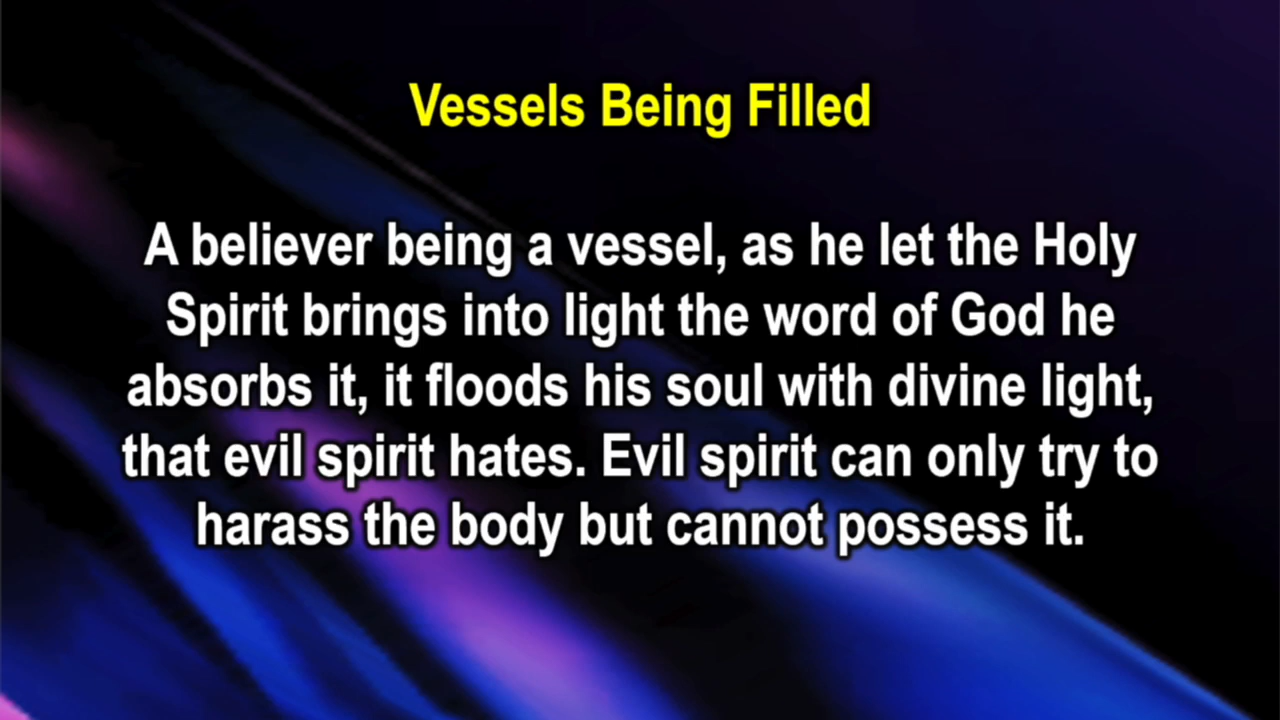 Vessels Being Filled
A believer being a vessel, as he let the Holy
Spirit brings into light the word of God he
absorbs it, it floods his soul with divine light,
that evil spirit hates. Evil spirit can only try to
harass the body but cannot possess it.